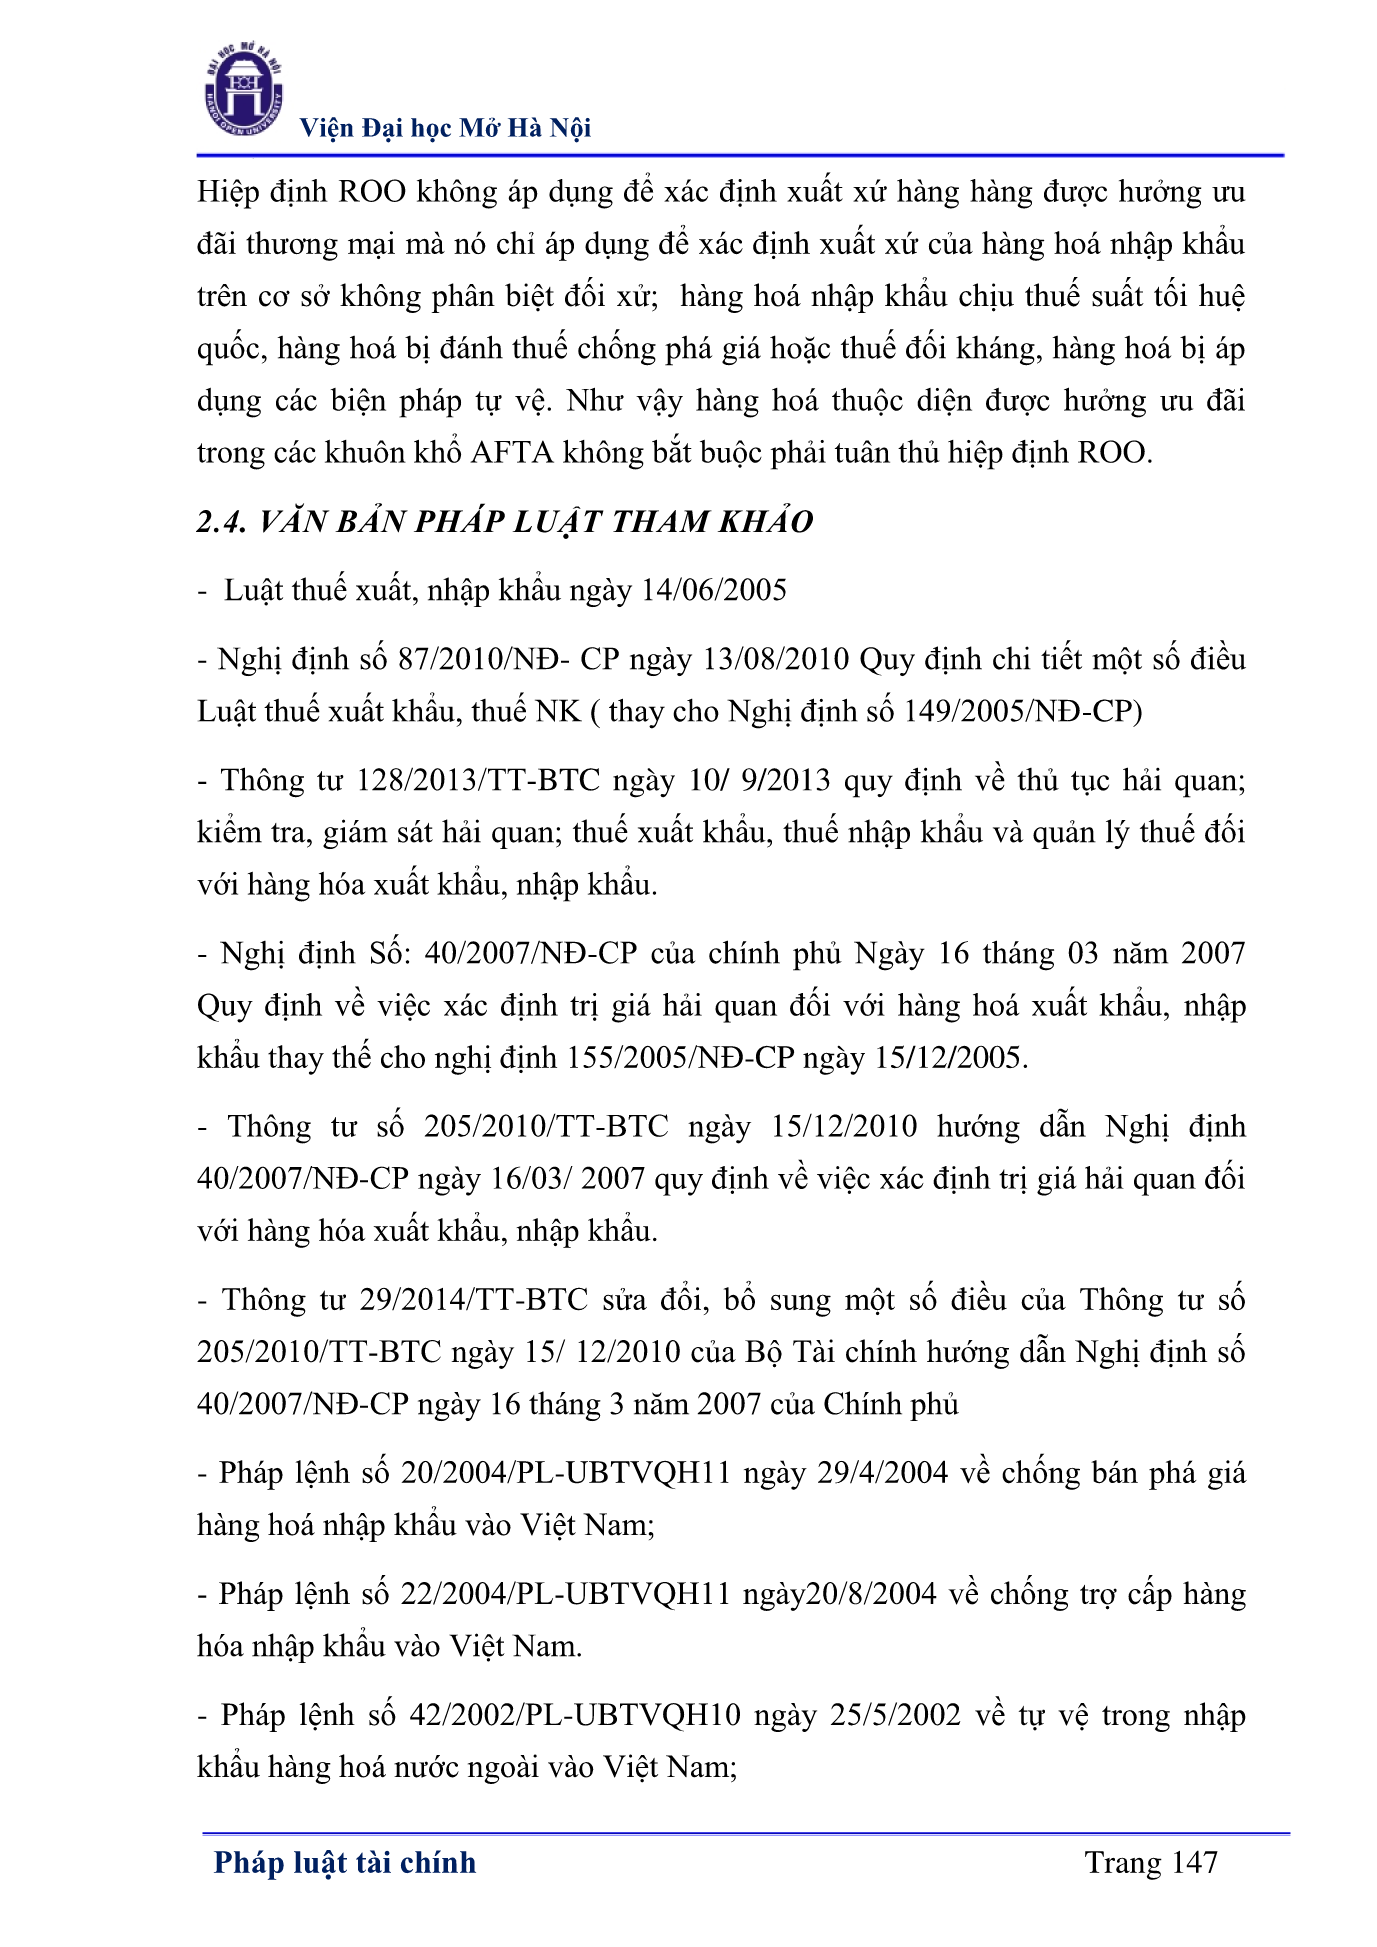 ĐẠI HỌC MỞ HÀ NỘI
HANOI OPEN UNIVERSITY
Viện Đại học Mở Hà Nội
Hiệp định ROO không áp dụng để xác định xuất xứ hàng hàng được hưởng ưu
đãi thương mại mà nó chỉ áp dụng để xác định xuất xứ của hàng hoá nhập khẩu
trên cơ sở không phân biệt đối xử;  hàng hoá nhập khẩu chịu thuế suất tối huệ
quốc, hàng hoá bị đánh thuế chống phá giá hoặc thuế đối kháng, hàng hoá bị áp
dụng các biện pháp tự vệ. Như vậy hàng hoá thuộc diện được hưởng ưu đãi
trong các khuôn khổ AFTA không bắt buộc phải tuân thủ hiệp định ROO.
2.4. VĂN BẢN PHÁP LUẬT THAM KHẢO
-  Luật thuế xuất, nhập khẩu ngày 14/06/2005
- Nghị định số 87/2010/NĐ- CP ngày 13/08/2010 Quy định chi tiết một số điều
Luật thuế xuất khẩu, thuế NK ( thay cho Nghị định số 149/2005/NĐ-CP)
- Thông tư 128/2013/TT-BTC ngày 10/ 9/2013 quy định về thủ tục hải quan;
kiểm tra, giám sát hải quan; thuế xuất khẩu, thuế nhập khẩu và quản lý thuế đối
với hàng hóa xuất khẩu, nhập khẩu.
- Nghị định Số: 40/2007/NĐ-CP của chính phủ Ngày 16 tháng 03 năm 2007
Quy định về việc xác định trị giá hải quan đối với hàng hoá xuất khẩu, nhập
khẩu thay thế cho nghị định 155/2005/NĐ-CP ngày 15/12/2005.
- Thông tư số 205/2010/TT-BTC ngày 15/12/2010 hướng dẫn Nghị định
40/2007/NĐ-CP ngày 16/03/ 2007 quy định về việc xác định trị giá hải quan đối
với hàng hóa xuất khẩu, nhập khẩu.
- Thông tư 29/2014/TT-BTC sửa đổi, bổ sung một số điều của Thông tư số
205/2010/TT-BTC ngày 15/ 12/2010 của Bộ Tài chính hướng dẫn Nghị định số
40/2007/NĐ-CP ngày 16 tháng 3 năm 2007 của Chính phủ
- Pháp lệnh số 20/2004/PL-UBTVQH11 ngày 29/4/2004 về chống bán phá giá
hàng hoá nhập khẩu vào Việt Nam;
- Pháp lệnh số 22/2004/PL-UBTVQH11 ngày20/8/2004 về chống trợ cấp hàng
hóa nhập khẩu vào Việt Nam.
- Pháp lệnh số 42/2002/PL-UBTVQH10 ngày 25/5/2002 về tự vệ trong nhập
khẩu hàng hoá nước ngoài vào Việt Nam;
Pháp luật tài chính Trang 147